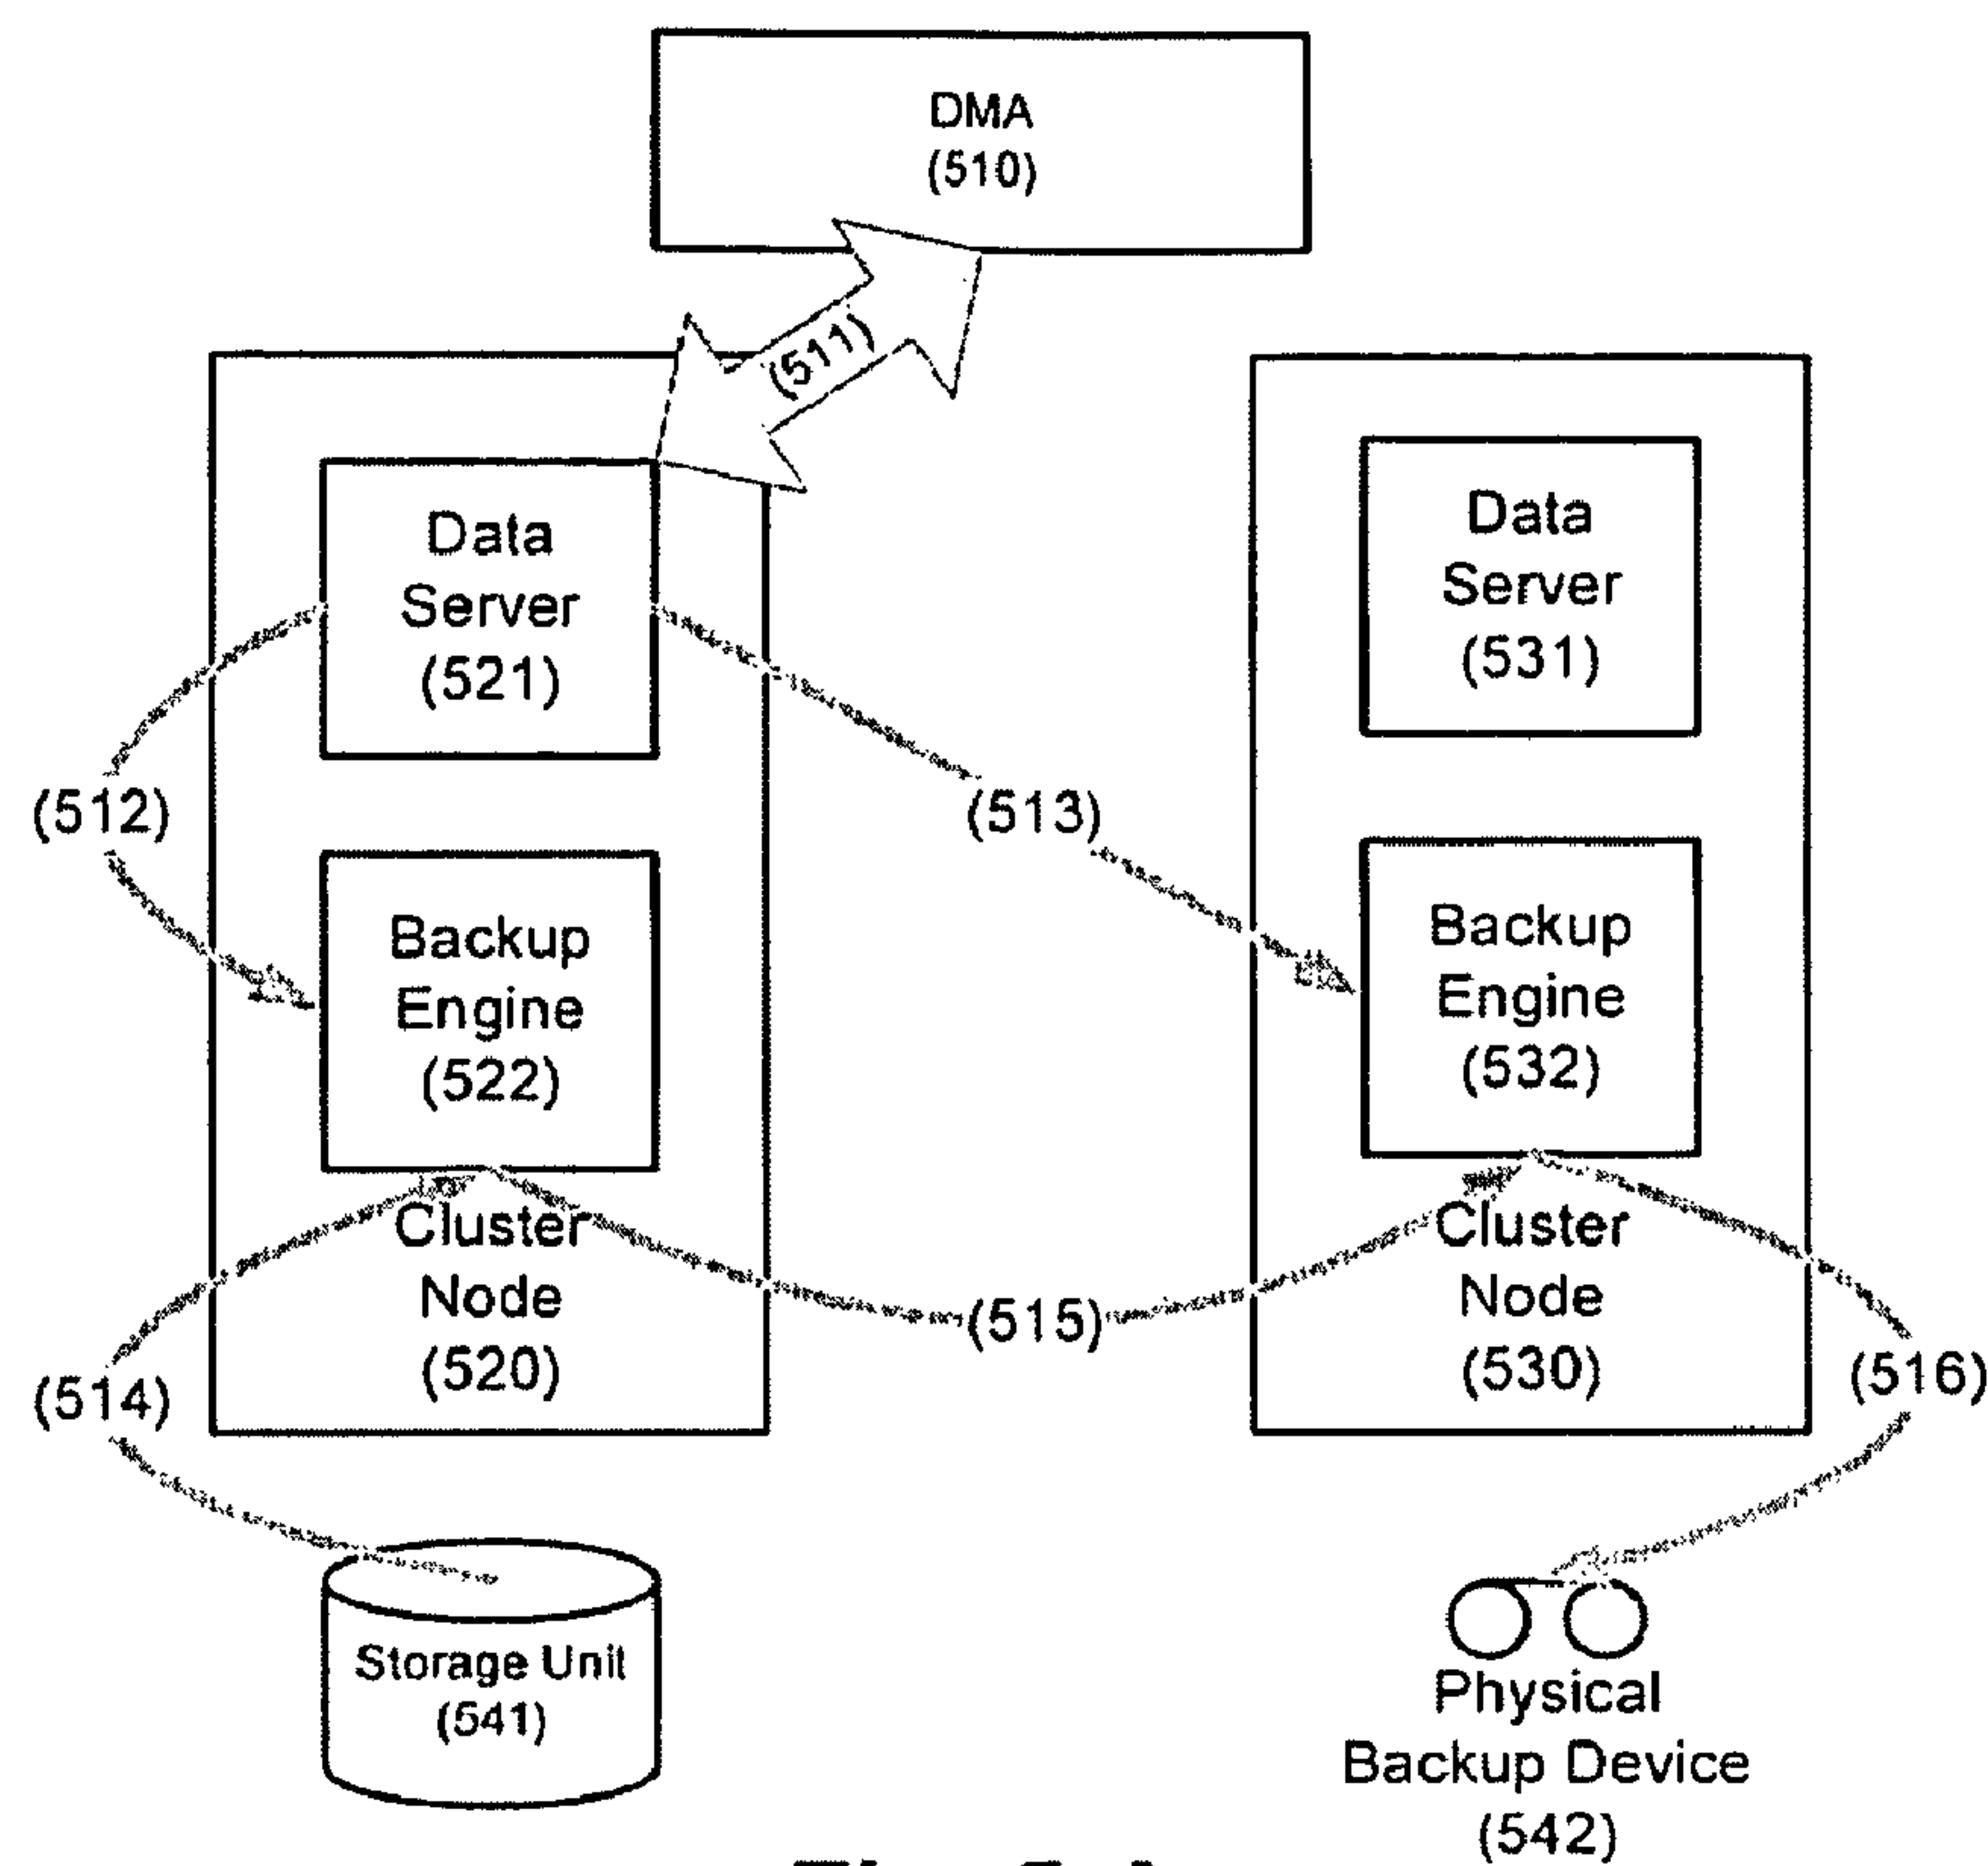 DMA
(510)
(511)
Data
Server
(521)
Data
Server
(531)
(512)
(513)
Backup
Engine
(522)
Backup
Engine
(532)
Cluster
Node
(520)
Cluster
Node
(530)
(514)
(515)
(516)
Storage Unit
(541)
Physical
Backup Device
(542)